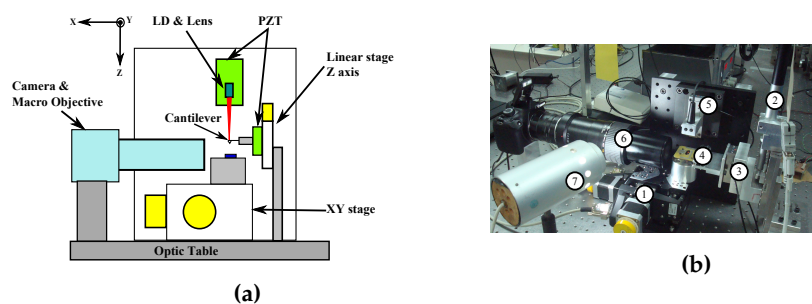 X
Y
Z
LD & Lens
PZT
Linear stage
Z axis
Camera &
Macro Objective
Cantilever
XY stage
Optic Table
(a)
2
5
6
4
3
7
1
(b)